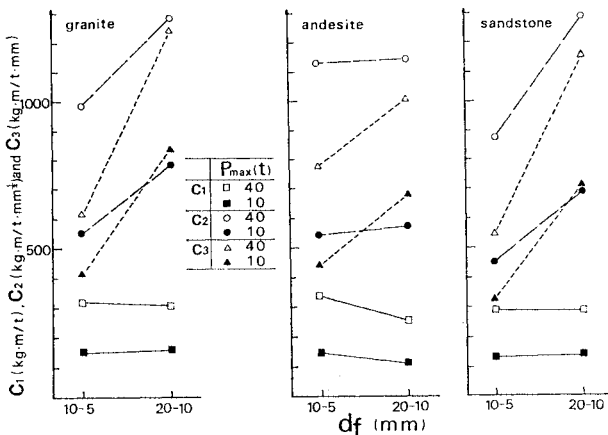 granite
andesite
sandstone
C1 (kg·m/t), C2 (kg·m/t·mm½) and C3 (kg·m/t·mm)
1000
500
Pmax(t)
C1 □ 40
■ 10
C2 ○ 40
● 10
C3 △ 40
▲ 10
10-5 20-10
10-5 20-10
10-5 20-10
df (mm)